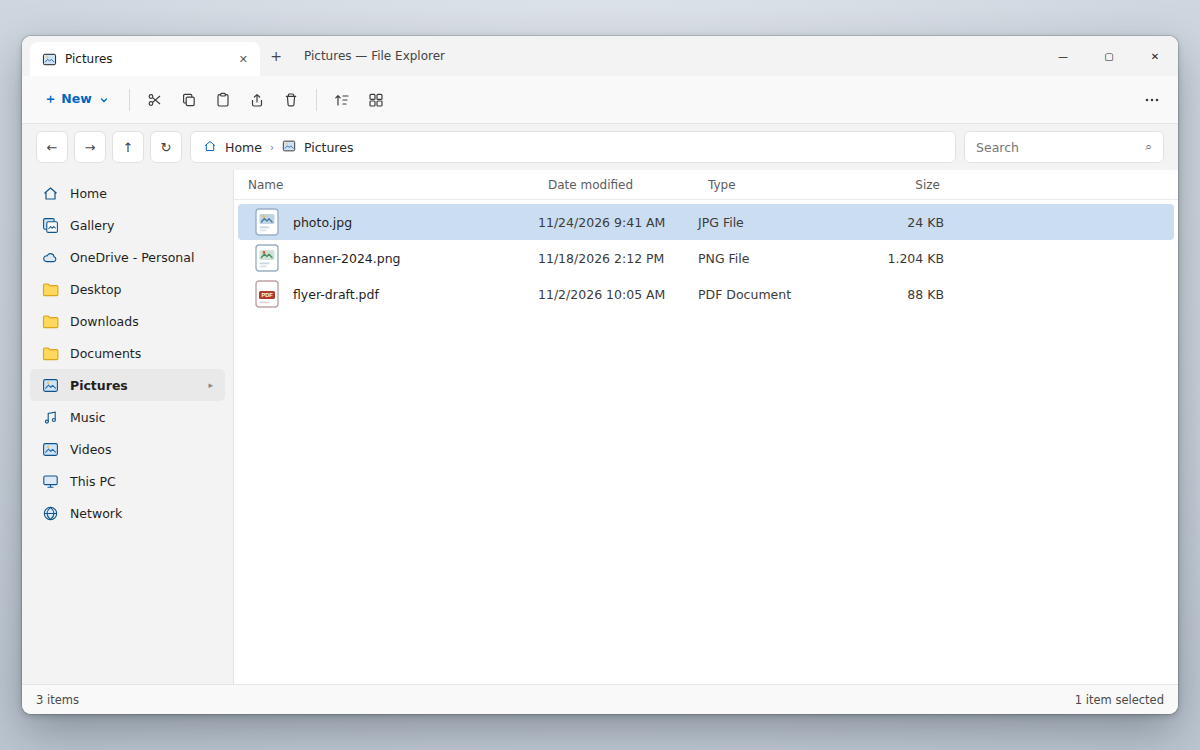 Pictures ✕ + Pictures — File Explorer
+ New
Home › Pictures
Search
Home
Gallery
OneDrive - Personal
Desktop
Downloads
Documents
Pictures
Music
Videos
This PC
Network
Name Date modified Type Size
photo.jpg 11/24/2026 9:41 AM JPG File 24 KB
banner-2024.png 11/18/2026 2:12 PM PNG File 1.204 KB
PDF flyer-draft.pdf 11/2/2026 10:05 AM PDF Document 88 KB
3 items 1 item selected